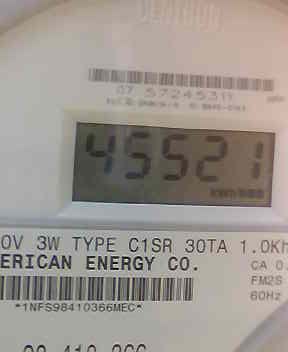 CENTRON
07 57245311
45521
kWh
0V 3W TYPE C1SR 30TA 1.0Kh
ERICAN ENERGY CO.
CA 0.
FM2S
60Hz
*1NFS98410366MEC*